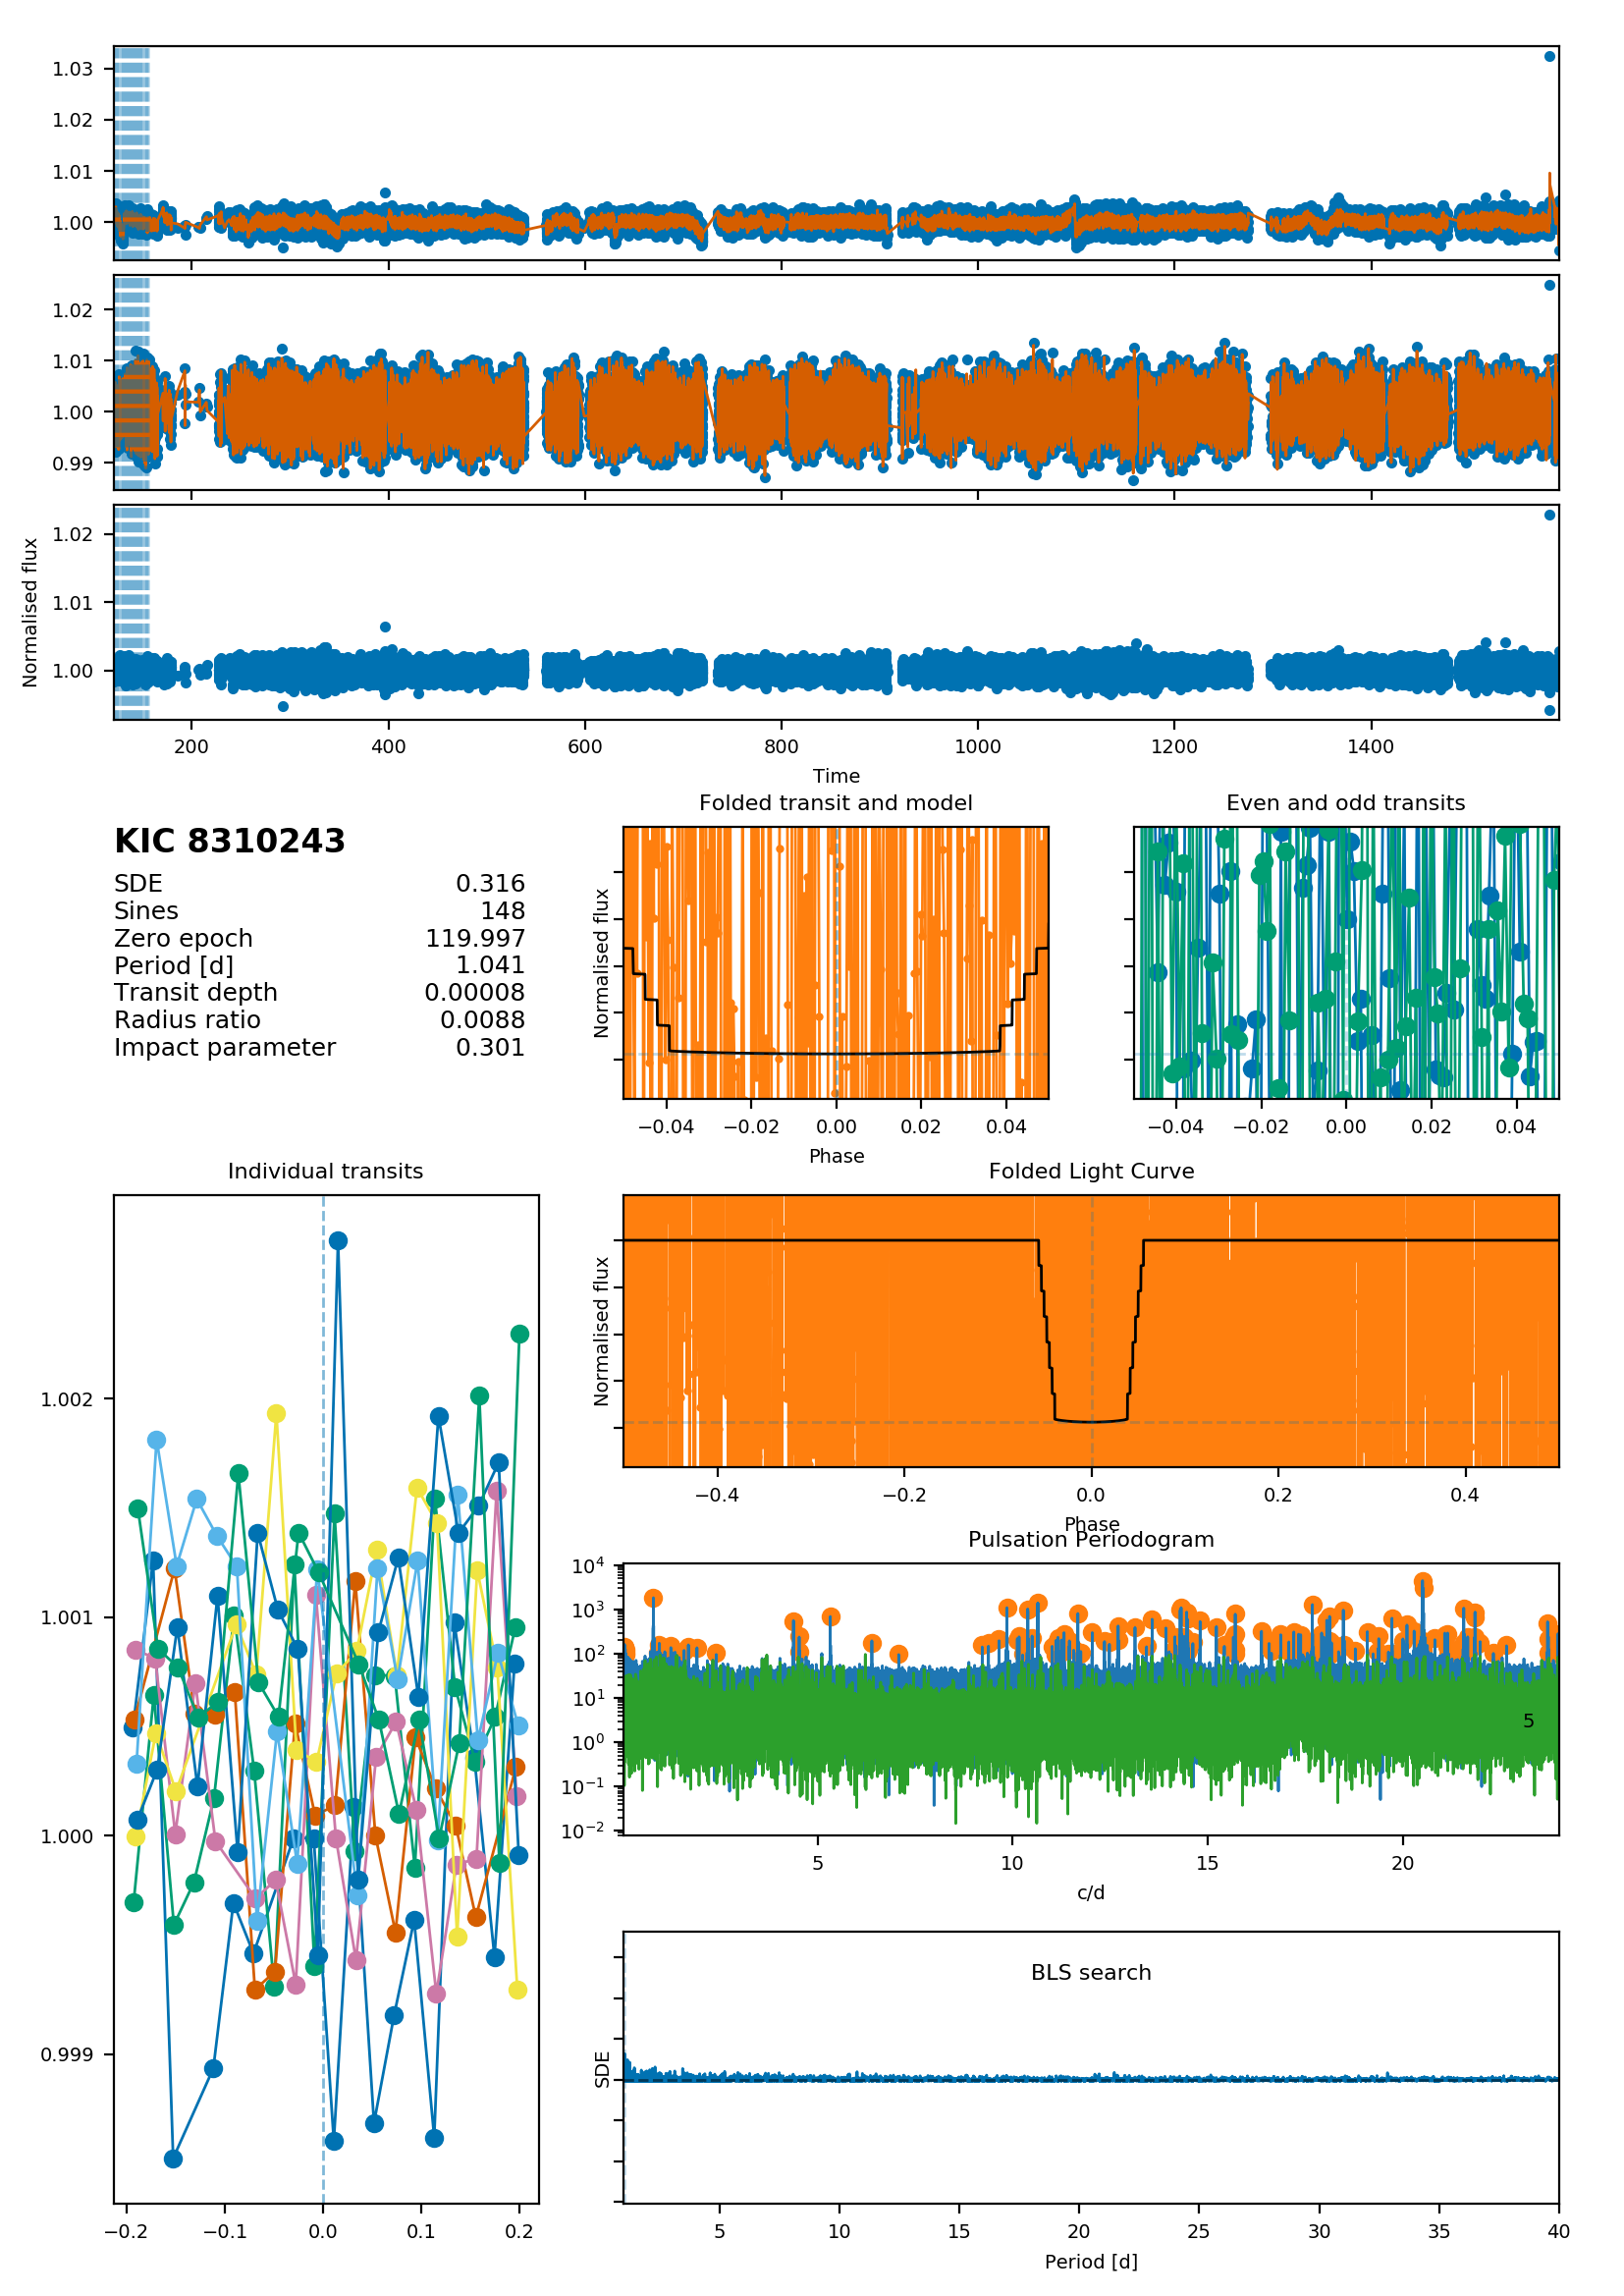 1.03
1.02
1.01
1.00
1.02
1.01
1.00
0.99
1.02
1.01
1.00
Normalised flux
200 400 600 800 1000 1200 1400
Time
KIC 8310243
SDE 0.316
Sines 148
Zero epoch 119.997
Period [d] 1.041
Transit depth 0.00008
Radius ratio 0.0088
Impact parameter 0.301
Folded transit and model
Normalised flux
−0.04 −0.02 0.00 0.02 0.04
Phase
Even and odd transits
−0.04 −0.02 0.00 0.02 0.04
Individual transits
1.002
1.001
1.000
0.999
−0.2 −0.1 0.0 0.1 0.2
Folded Light Curve
Normalised flux
−0.4 −0.2 0.0 0.2 0.4
Phase
Pulsation Periodogram
10⁴
10³
10²
10¹
10⁰
10⁻¹
10⁻²
5
5 10 15 20
c/d
BLS search
SDE
5 10 15 20 25 30 35 40
Period [d]